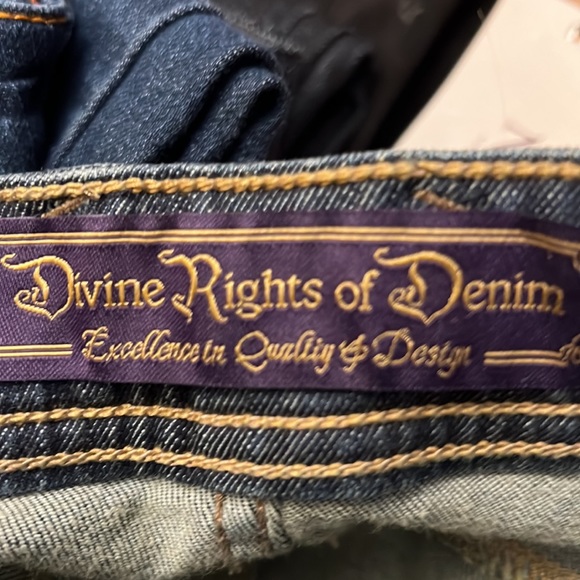 Divine Rights of Denim
Excellence in Quality & Design